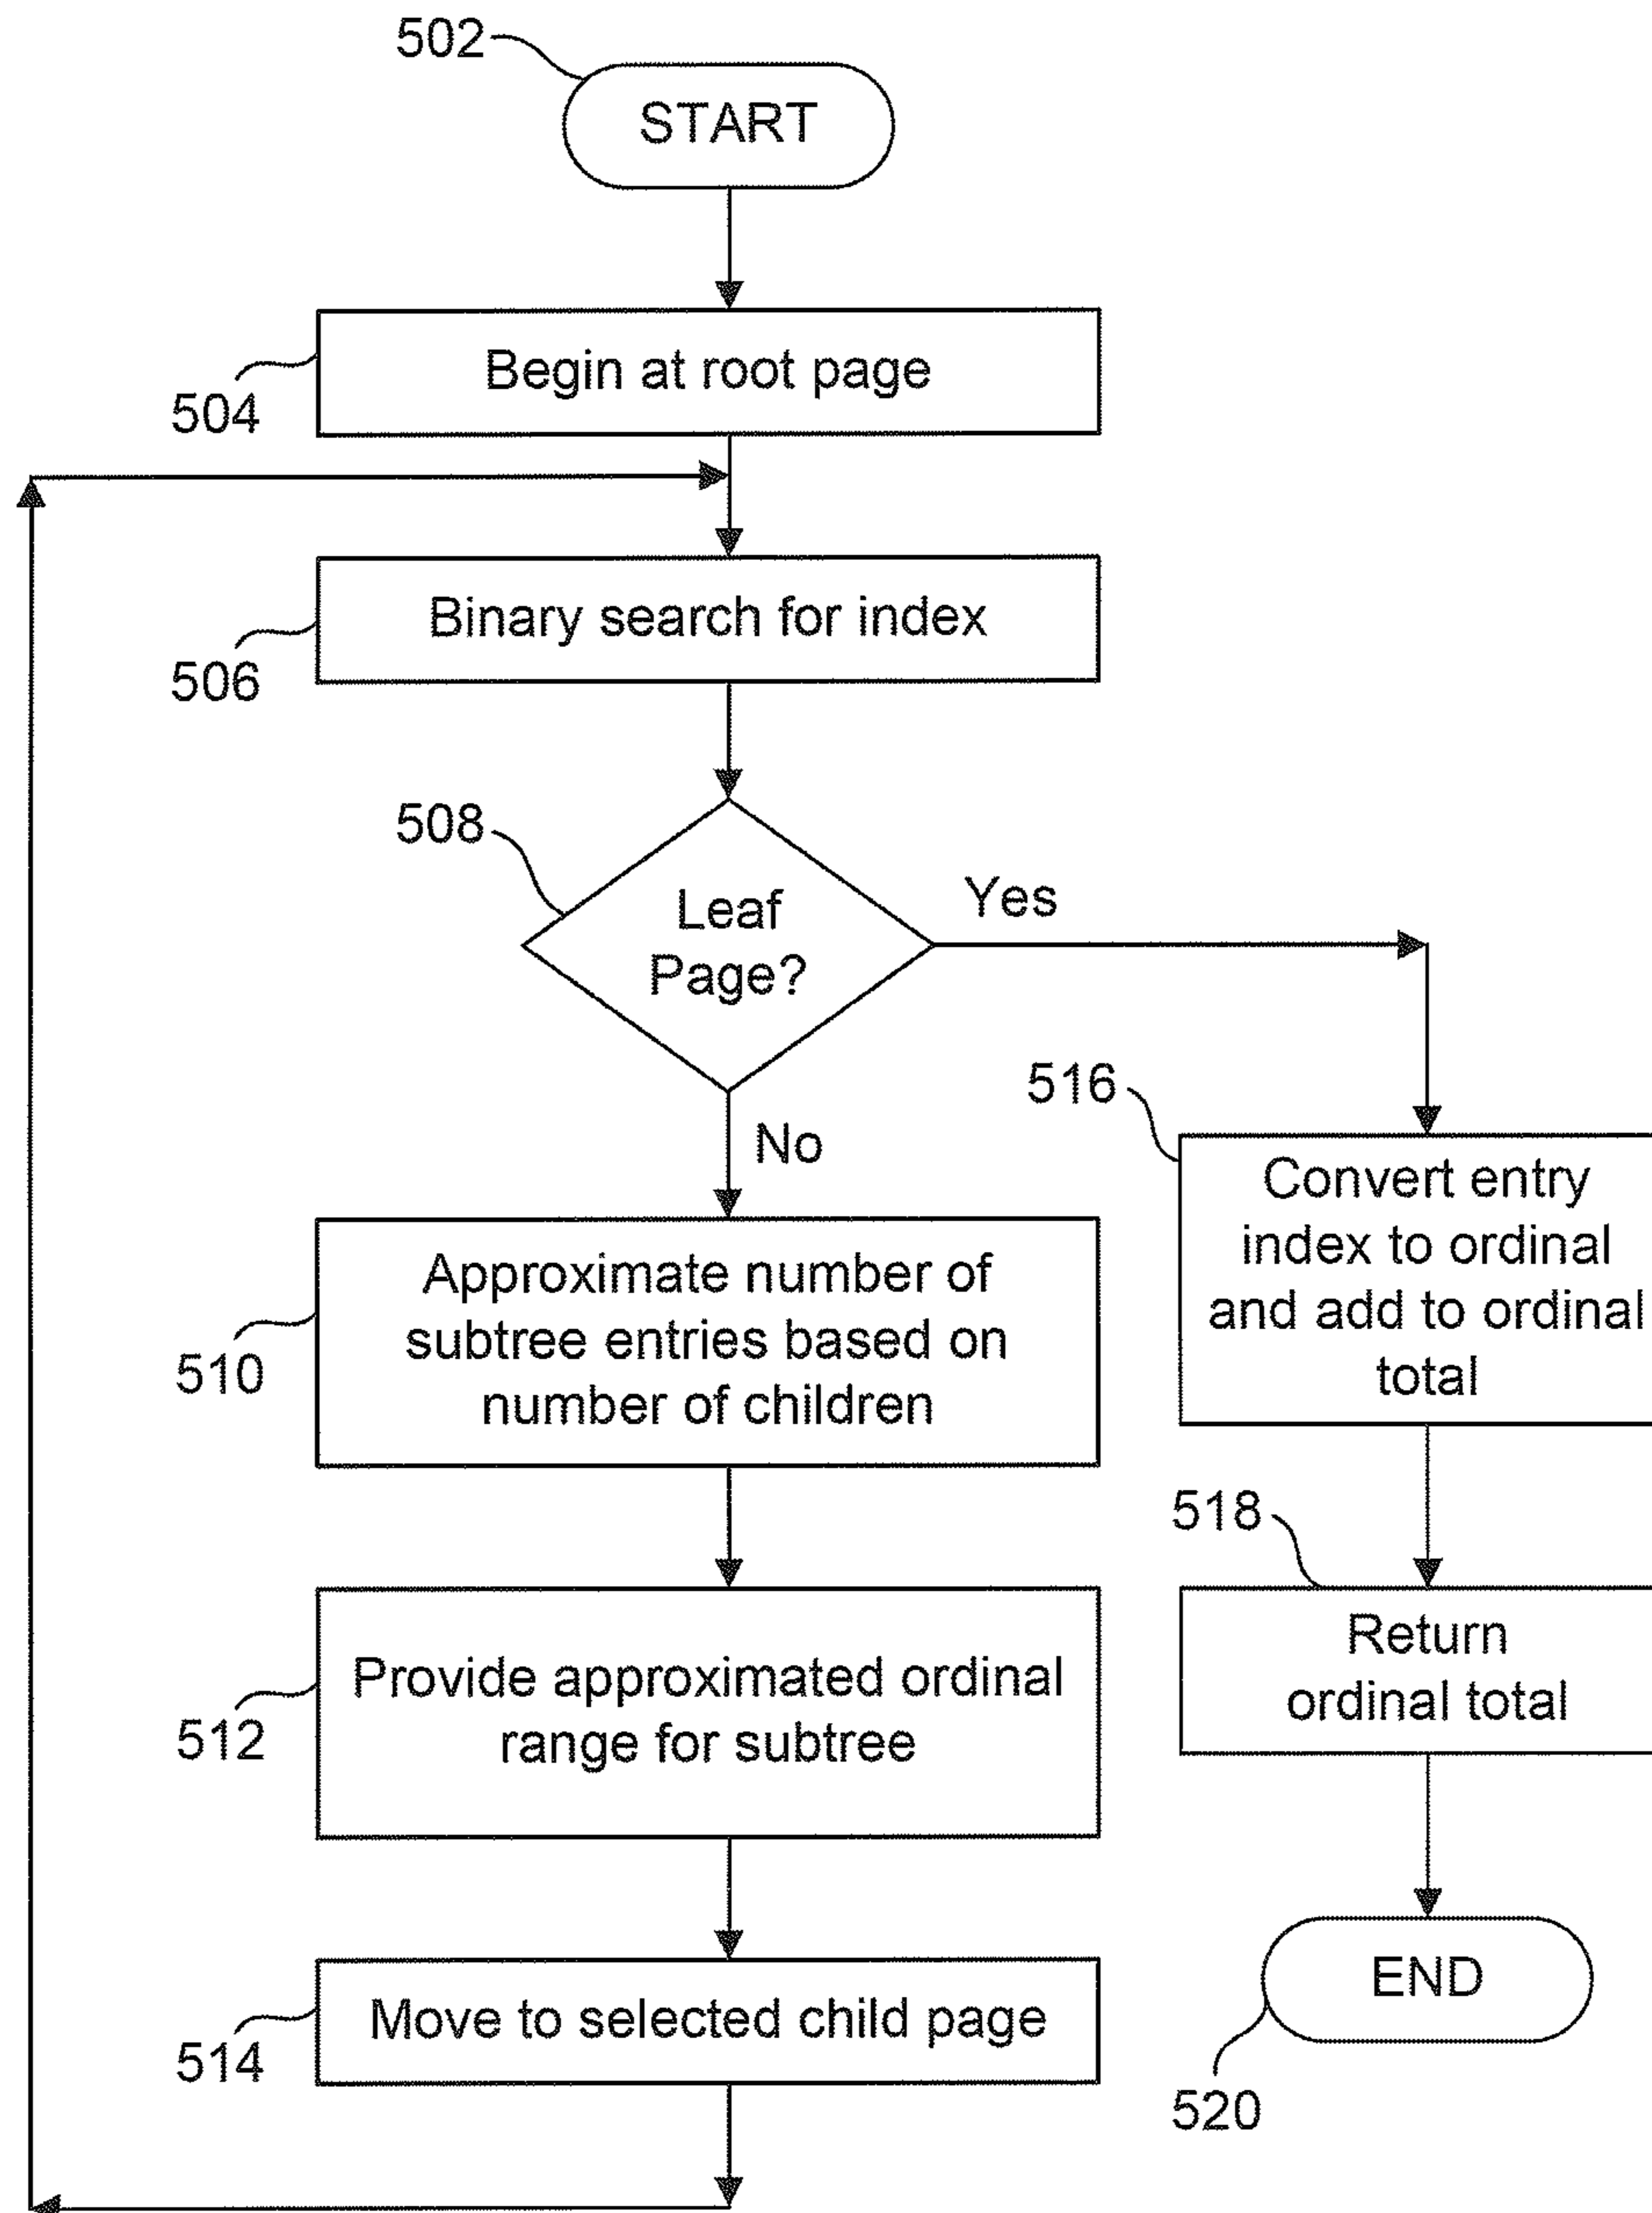 502
START
Begin at root page
504
Binary search for index
506
508
Leaf
Page?
Yes
No
516
Convert entry
index to ordinal
and add to ordinal
total
Approximate number of
subtree entries based on
number of children
510
518
Return
ordinal total
Provide approximated ordinal
range for subtree
512
END
Move to selected child page
514
520